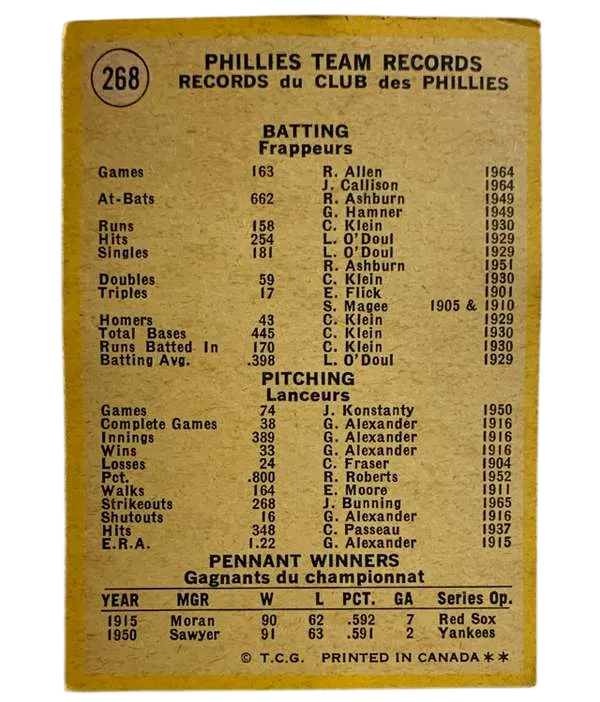 268
PHILLIES TEAM RECORDS
RECORDS du CLUB des PHILLIES
BATTING
Frappeurs
Games 163 R. Allen 1964
J. Callison 1964
At-Bats 662 R. Ashburn 1949
G. Hamner 1949
Runs 158 C. Klein 1930
Hits 254 L. O'Doul 1929
Singles 181 L. O'Doul 1929
R. Ashburn 1951
Doubles 59 C. Klein 1930
Triples 17 E. Flick 1901
S. Magee 1905 & 1910
Homers 43 C. Klein 1929
Total Bases 445 C. Klein 1930
Runs Batted In 170 C. Klein 1930
Batting Avg. .398 L. O'Doul 1929
PITCHING
Lanceurs
Games 74 J. Konstanty 1950
Complete Games 38 G. Alexander 1916
Innings 389 G. Alexander 1916
Wins 33 G. Alexander 1916
Losses 24 C. Fraser 1904
Pct. .800 R. Roberts 1952
Walks 164 E. Moore 1911
Strikeouts 268 J. Bunning 1965
Shutouts 16 G. Alexander 1916
Hits 348 C. Passeau 1937
E.R.A. 1.22 G. Alexander 1915
PENNANT WINNERS
Gagnants du championnat
YEAR MGR W L PCT. GA Series Op.
1915 Moran 90 62 .592 7 Red Sox
1950 Sawyer 91 63 .591 2 Yankees
© T.C.G. PRINTED IN CANADA * *